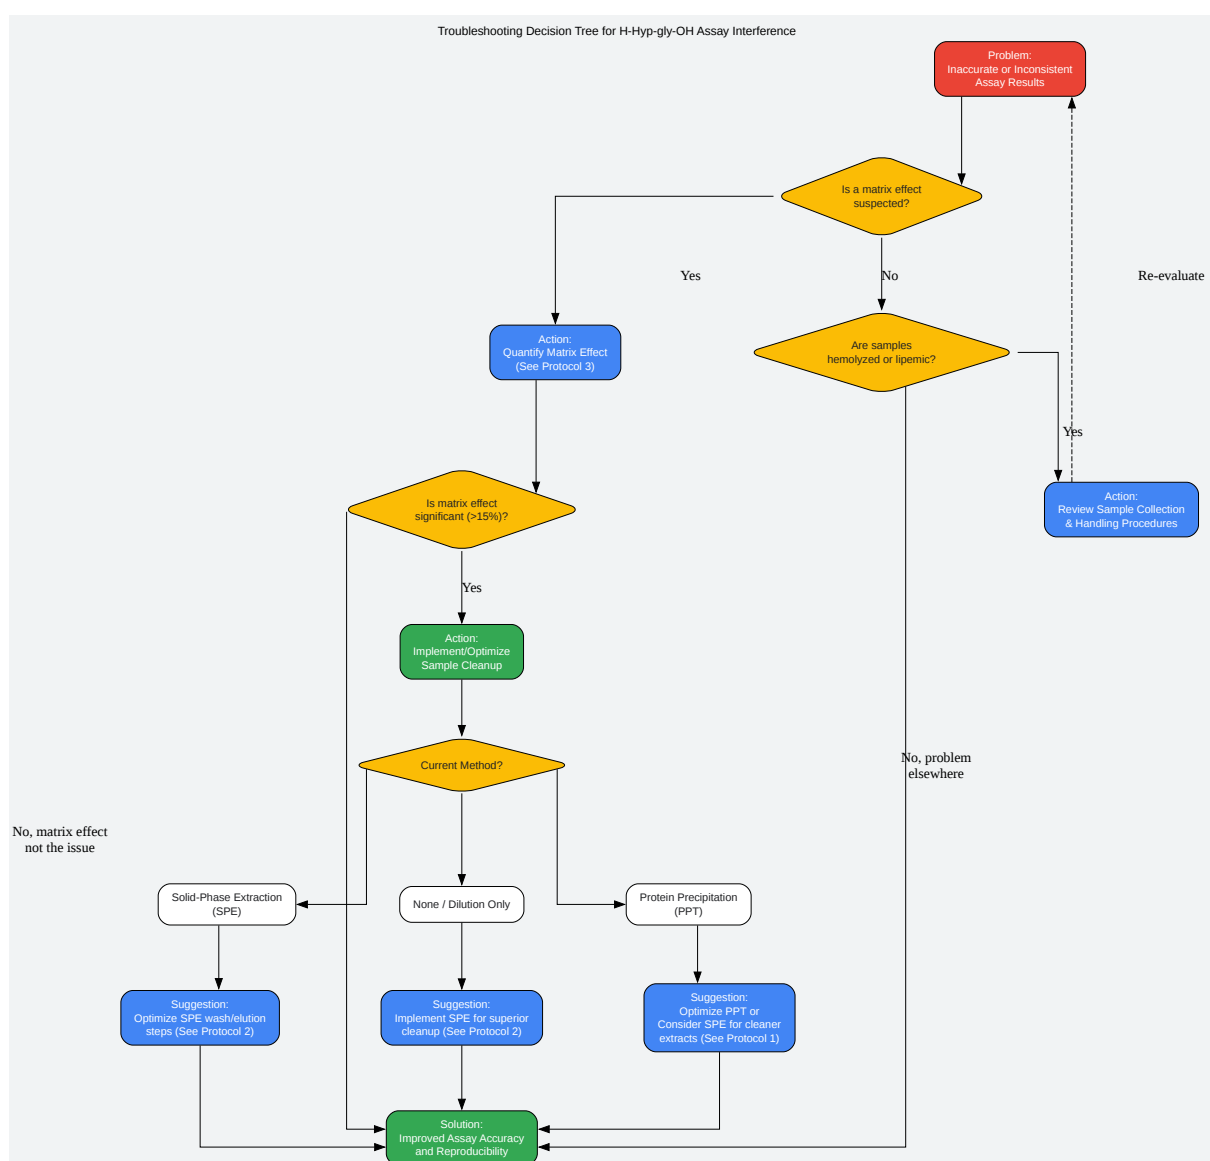 Troubleshooting Decision Tree for H-Hyp-gly-OH Assay Interference
Problem:
Inaccurate or Inconsistent
Assay Results
Is a matrix effect
suspected?
Yes
No
Re-evaluate
Action:
Quantify Matrix Effect
(See Protocol 3)
Are samples
hemolyzed or lipemic?
Yes
Action:
Review Sample Collection
& Handling Procedures
Is matrix effect
significant (>15%)?
Yes
Action:
Implement/Optimize
Sample Cleanup
Current Method?
No, problem
elsewhere
No, matrix effect
not the issue
Solid-Phase Extraction
(SPE)
None / Dilution Only
Protein Precipitation
(PPT)
Suggestion:
Optimize SPE wash/elution
steps (See Protocol 2)
Suggestion:
Implement SPE for superior
cleanup (See Protocol 2)
Suggestion:
Optimize PPT or
Consider SPE for cleaner
extracts (See Protocol 1)
Solution:
Improved Assay Accuracy
and Reproducibility